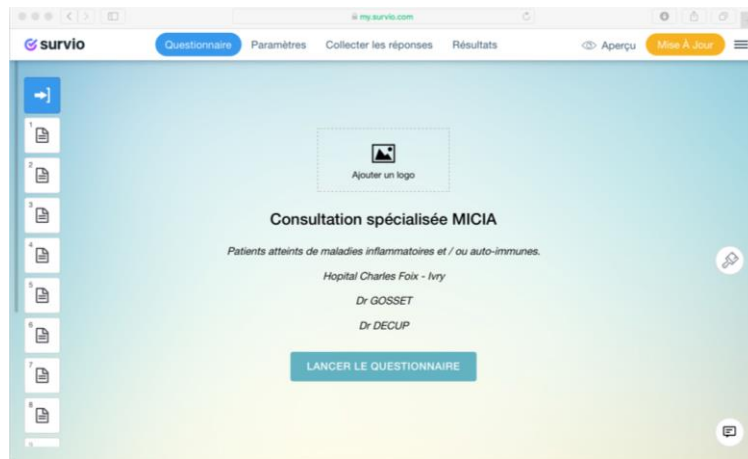 my.survio.com
survio
Questionnaire Paramètres Collecter les réponses Résultats Aperçu Mise À Jour
1
2
3
4
5
6
7
8
Ajouter un logo
Consultation spécialisée MICIA
Patients atteints de maladies inflammatoires et / ou auto-immunes.
Hopital Charles Foix - Ivry
Dr GOSSET
Dr DECUP
LANCER LE QUESTIONNAIRE